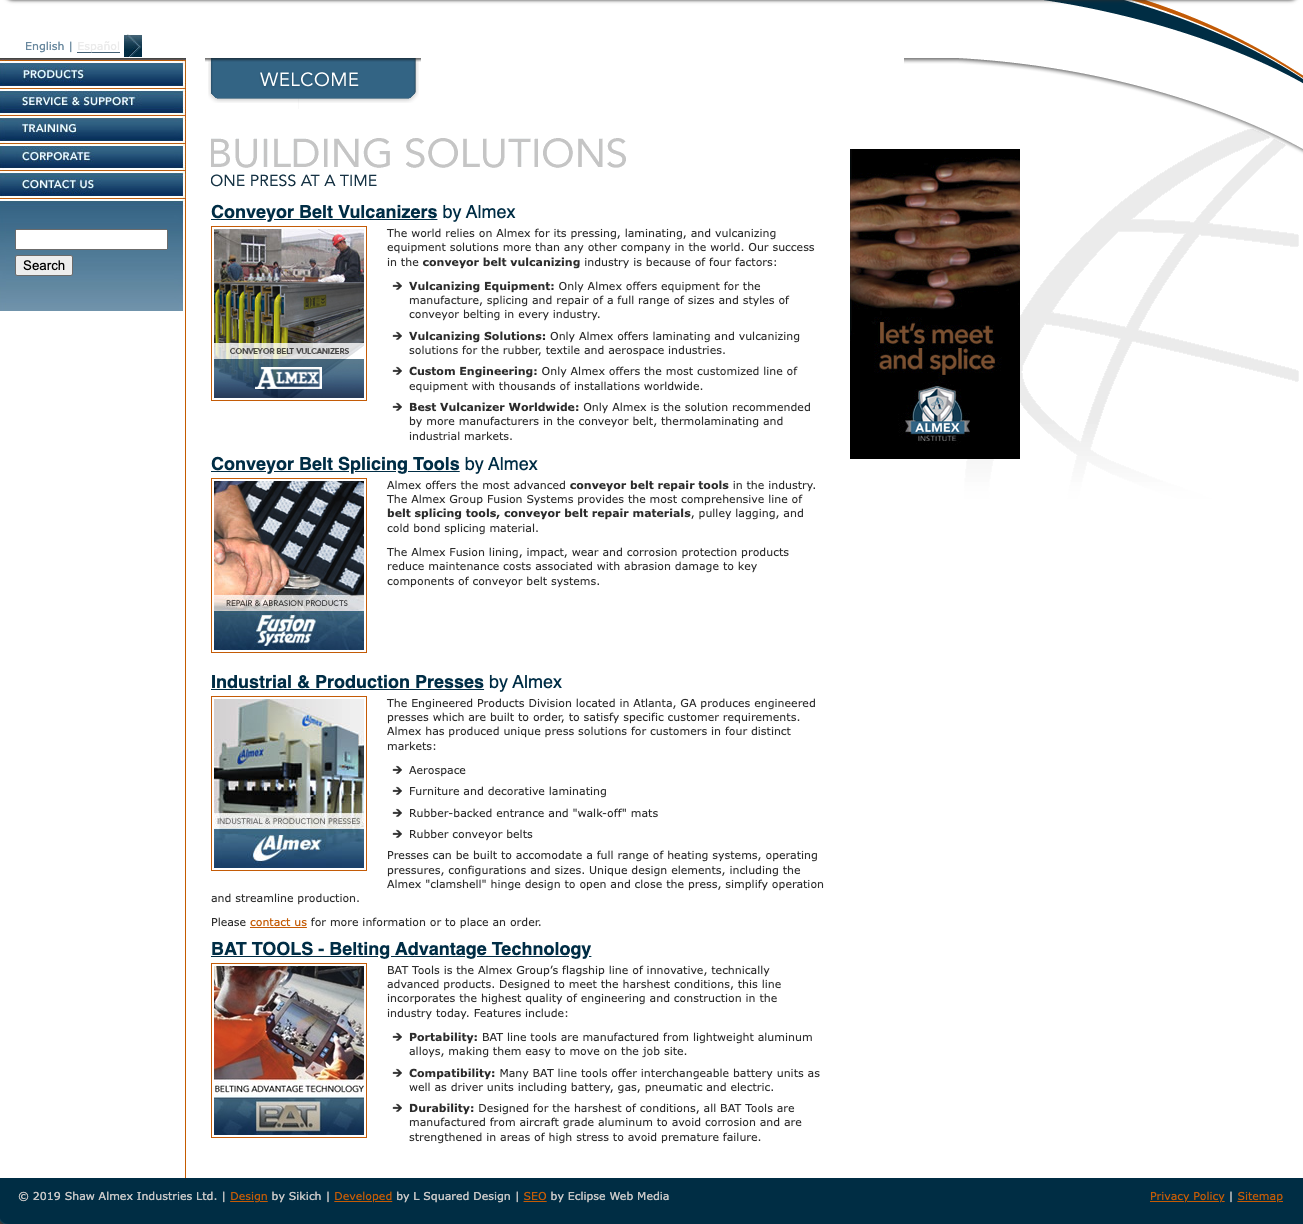 English | Español
PRODUCTS
SERVICE & SUPPORT
TRAINING
CORPORATE
CONTACT US
Search
WELCOME
BUILDING SOLUTIONS
ONE PRESS AT A TIME
Conveyor Belt Vulcanizers by Almex
CONVEYOR BELT VULCANIZERS
ALMEX
The world relies on Almex for its pressing, laminating, and vulcanizing
equipment solutions more than any other company in the world. Our success
in the conveyor belt vulcanizing industry is because of four factors:
Vulcanizing Equipment: Only Almex offers equipment for the
manufacture, splicing and repair of a full range of sizes and styles of
conveyor belting in every industry.
Vulcanizing Solutions: Only Almex offers laminating and vulcanizing
solutions for the rubber, textile and aerospace industries.
Custom Engineering: Only Almex offers the most customized line of
equipment with thousands of installations worldwide.
Best Vulcanizer Worldwide: Only Almex is the solution recommended
by more manufacturers in the conveyor belt, thermolaminating and
industrial markets.
let's meet
and splice
ALMEX
INSTITUTE
Conveyor Belt Splicing Tools by Almex
REPAIR & ABRASION PRODUCTS
Fusion
Systems
Almex offers the most advanced conveyor belt repair tools in the industry.
The Almex Group Fusion Systems provides the most comprehensive line of
belt splicing tools, conveyor belt repair materials, pulley lagging, and
cold bond splicing material.
The Almex Fusion lining, impact, wear and corrosion protection products
reduce maintenance costs associated with abrasion damage to key
components of conveyor belt systems.
Industrial & Production Presses by Almex
Almex
Almex
INDUSTRIAL & PRODUCTION PRESSES
Almex
The Engineered Products Division located in Atlanta, GA produces engineered
presses which are built to order, to satisfy specific customer requirements.
Almex has produced unique press solutions for customers in four distinct
markets:
Aerospace
Furniture and decorative laminating
Rubber-backed entrance and "walk-off" mats
Rubber conveyor belts
Presses can be built to accomodate a full range of heating systems, operating
pressures, configurations and sizes. Unique design elements, including the
Almex "clamshell" hinge design to open and close the press, simplify operation
and streamline production.
Please contact us for more information or to place an order.
BAT TOOLS - Belting Advantage Technology
BELTING ADVANTAGE TECHNOLOGY
B.A.T.
BAT Tools is the Almex Group’s flagship line of innovative, technically
advanced products. Designed to meet the harshest conditions, this line
incorporates the highest quality of engineering and construction in the
industry today. Features include:
Portability: BAT line tools are manufactured from lightweight aluminum
alloys, making them easy to move on the job site.
Compatibility: Many BAT line tools offer interchangeable battery units as
well as driver units including battery, gas, pneumatic and electric.
Durability: Designed for the harshest of conditions, all BAT Tools are
manufactured from aircraft grade aluminum to avoid corrosion and are
strengthened in areas of high stress to avoid premature failure.
© 2019 Shaw Almex Industries Ltd. | Design by Sikich | Developed by L Squared Design | SEO by Eclipse Web Media
Privacy Policy | Sitemap